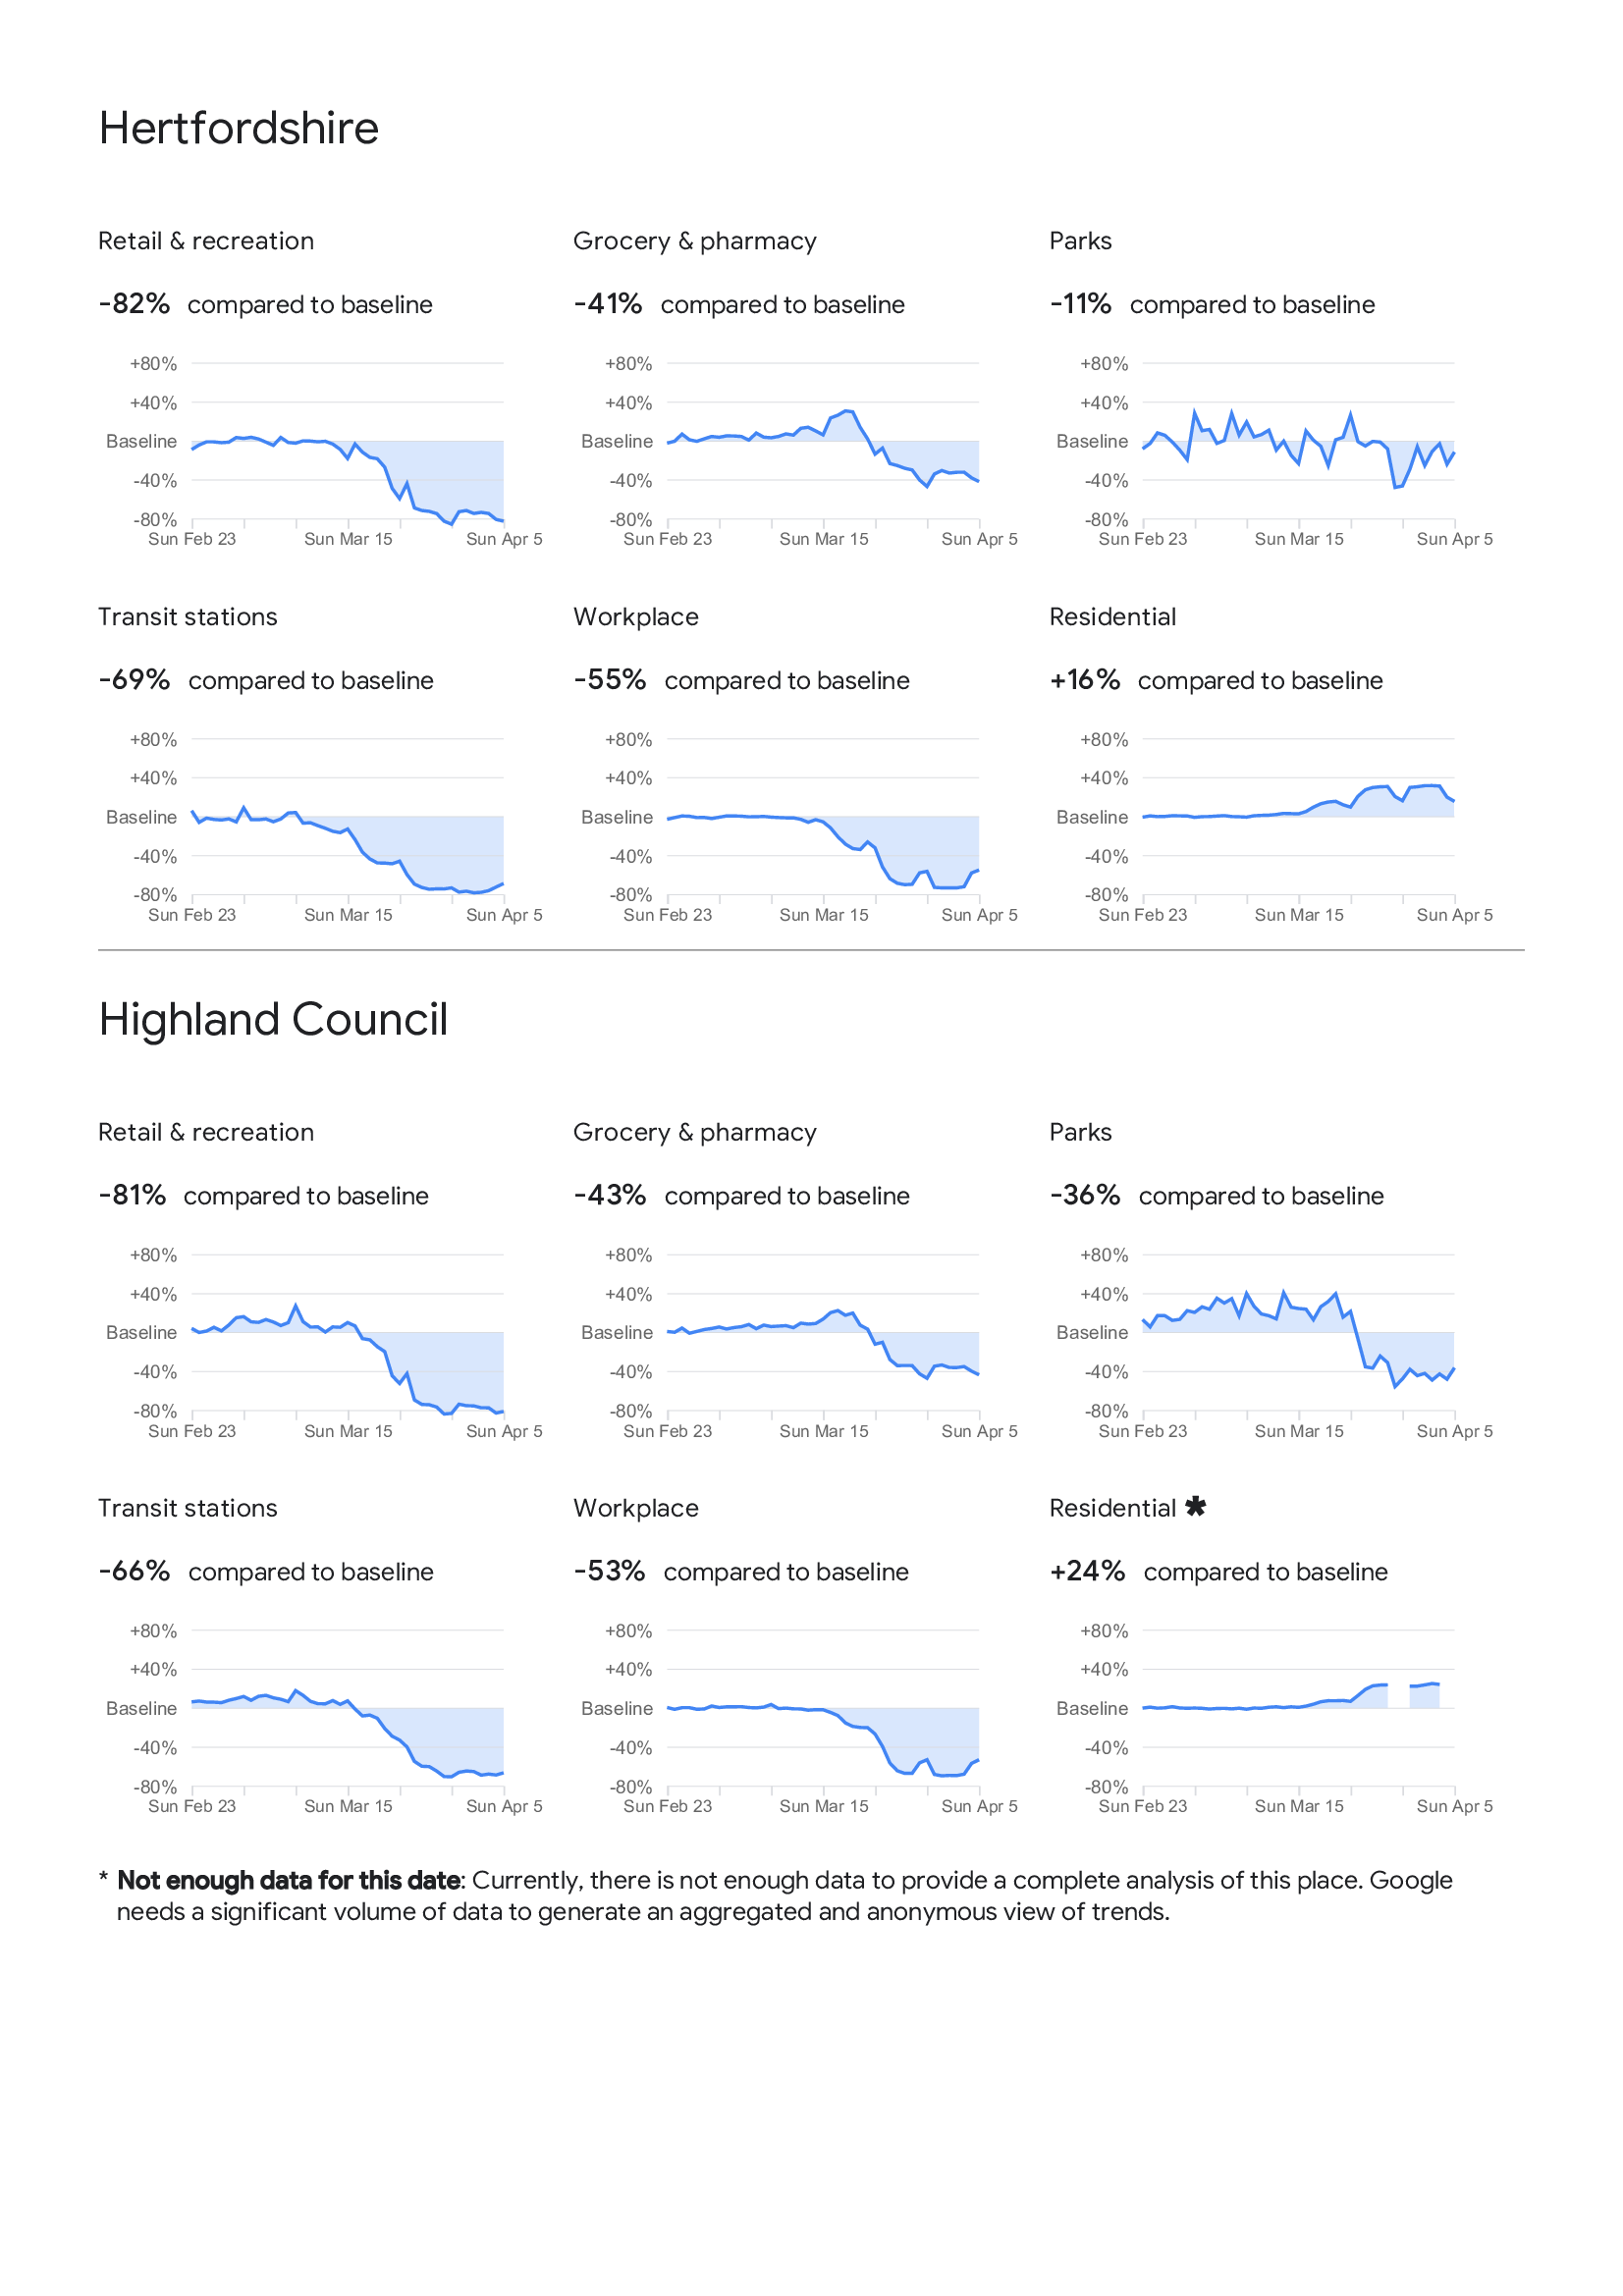 Hertfordshire
Retail & recreation
-82% compared to baseline
+80%
+40%
Baseline
-40%
-80%
Sun Feb 23 Sun Mar 15 Sun Apr 5
Grocery & pharmacy
-41% compared to baseline
+80%
+40%
Baseline
-40%
-80%
Sun Feb 23 Sun Mar 15 Sun Apr 5
Parks
-11% compared to baseline
+80%
+40%
Baseline
-40%
-80%
Sun Feb 23 Sun Mar 15 Sun Apr 5
Transit stations
-69% compared to baseline
+80%
+40%
Baseline
-40%
-80%
Sun Feb 23 Sun Mar 15 Sun Apr 5
Workplace
-55% compared to baseline
+80%
+40%
Baseline
-40%
-80%
Sun Feb 23 Sun Mar 15 Sun Apr 5
Residential
+16% compared to baseline
+80%
+40%
Baseline
-40%
-80%
Sun Feb 23 Sun Mar 15 Sun Apr 5
Highland Council
Retail & recreation
-81% compared to baseline
+80%
+40%
Baseline
-40%
-80%
Sun Feb 23 Sun Mar 15 Sun Apr 5
Grocery & pharmacy
-43% compared to baseline
+80%
+40%
Baseline
-40%
-80%
Sun Feb 23 Sun Mar 15 Sun Apr 5
Parks
-36% compared to baseline
+80%
+40%
Baseline
-40%
-80%
Sun Feb 23 Sun Mar 15 Sun Apr 5
Transit stations
-66% compared to baseline
+80%
+40%
Baseline
-40%
-80%
Sun Feb 23 Sun Mar 15 Sun Apr 5
Workplace
-53% compared to baseline
+80%
+40%
Baseline
-40%
-80%
Sun Feb 23 Sun Mar 15 Sun Apr 5
Residential *
+24% compared to baseline
+80%
+40%
Baseline
-40%
-80%
Sun Feb 23 Sun Mar 15 Sun Apr 5
* Not enough data for this date: Currently, there is not enough data to provide a complete analysis of this place. Google
needs a significant volume of data to generate an aggregated and anonymous view of trends.